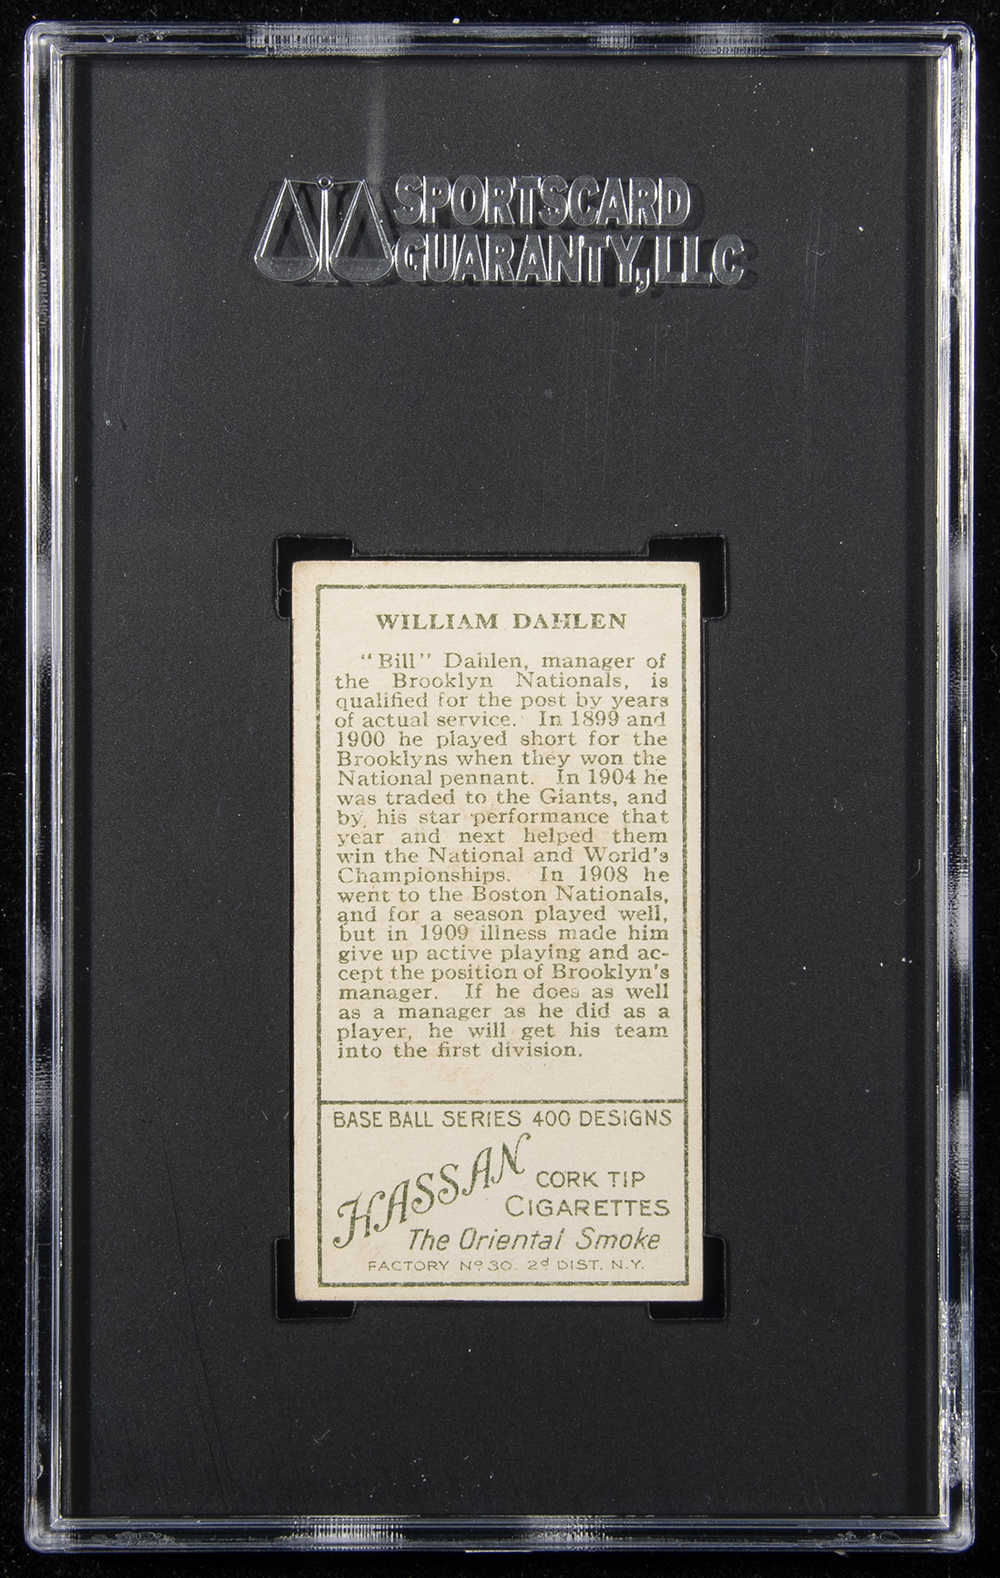 SPORTSCARD
GUARANTY, LLC
WILLIAM DAHLEN
"Bill" Dahlen, manager of
the Brooklyn Nationals, is
qualified for the post by years
of actual service. In 1899 and
1900 he played short for the
Brooklyns when they won the
National pennant. In 1904 he
was traded to the Giants, and
by, his star performance that
year and next helped them
win the National and World's
Championships. In 1908 he
went to the Boston Nationals,
and for a season played well,
but in 1909 illness made him
give up active playing and ac-
cept the position of Brooklyn's
manager. If he does as well
as a manager as he did as a
player, he will get his team
into the first division.
BASE BALL SERIES 400 DESIGNS
HASSAN CORK TIP
CIGARETTES
The Oriental Smoke
FACTORY Nº 30. 2d DIST. N.Y.